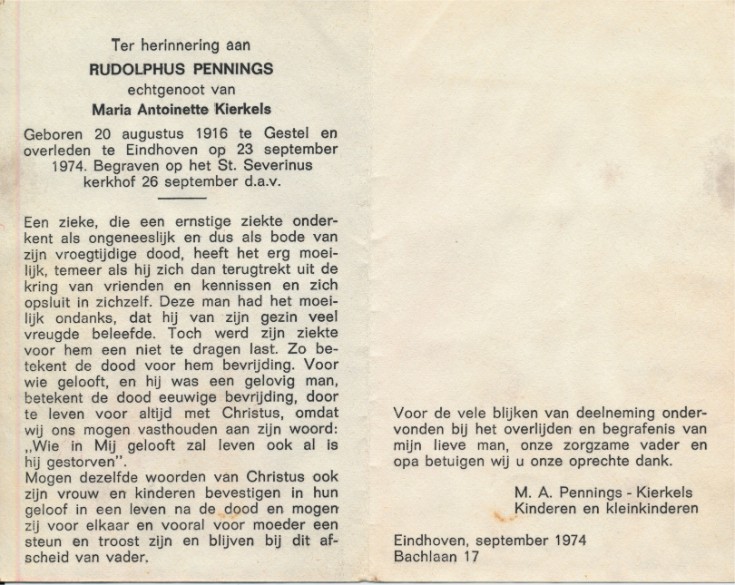 Ter herinnering aan
RUDOLPHUS PENNINGS
echtgenoot van
Maria Antoinette Kierkels
Geboren 20 augustus 1916 te Gestel en
overleden te Eindhoven op 23 september
1974. Begraven op het St. Severinus
kerkhof 26 september d.a.v.
Een zieke, die een ernstige ziekte onder-
kent als ongeneeslijk en dus als bode van
zijn vroegtijdige dood, heeft het erg moei-
lijk, temeer als hij zich dan terugtrekt uit de
kring van vrienden en kennissen en zich
opsluit in zichzelf. Deze man had het moei-
lijk ondanks, dat hij van zijn gezin veel
vreugde beleefde. Toch werd zijn ziekte
voor hem een niet te dragen last. Zo be-
tekent de dood voor hem bevrijding. Voor
wie gelooft, en hij was een gelovig man,
betekent de dood eeuwige bevrijding, door
te leven voor altijd met Christus, omdat
wij ons mogen vasthouden aan zijn woord:
„Wie in Mij gelooft zal leven ook al is
hij gestorven”.
Mogen dezelfde woorden van Christus ook
zijn vrouw en kinderen bevestigen in hun
geloof in een leven na de dood en mogen
zij voor elkaar en vooral voor moeder een
steun en troost zijn en blijven bij dit af-
scheid van vader.
Voor de vele blijken van deelneming onder-
vonden bij het overlijden en begrafenis van
mijn lieve man, onze zorgzame vader en
opa betuigen wij u onze oprechte dank.
M. A. Pennings - Kierkels
Kinderen en kleinkinderen
Eindhoven, september 1974
Bachlaan 17